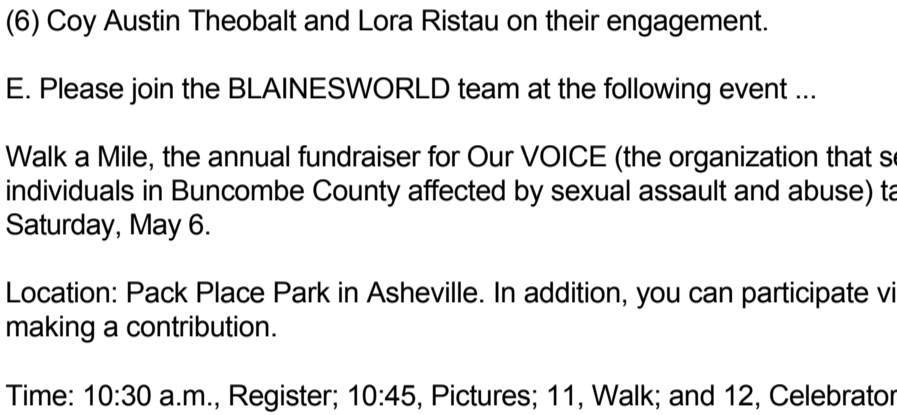 (6) Coy Austin Theobalt and Lora Ristau on their engagement.
E. Please join the BLAINESWORLD team at the following event ...
Walk a Mile, the annual fundraiser for Our VOICE (the organization that
individuals in Buncombe County affected by sexual assault and abuse)
Saturday, May 6.
Location: Pack Place Park in Asheville. In addition, you can participate
making a contribution.
Time: 10:30 a.m., Register; 10:45, Pictures; 11, Walk; and 12,